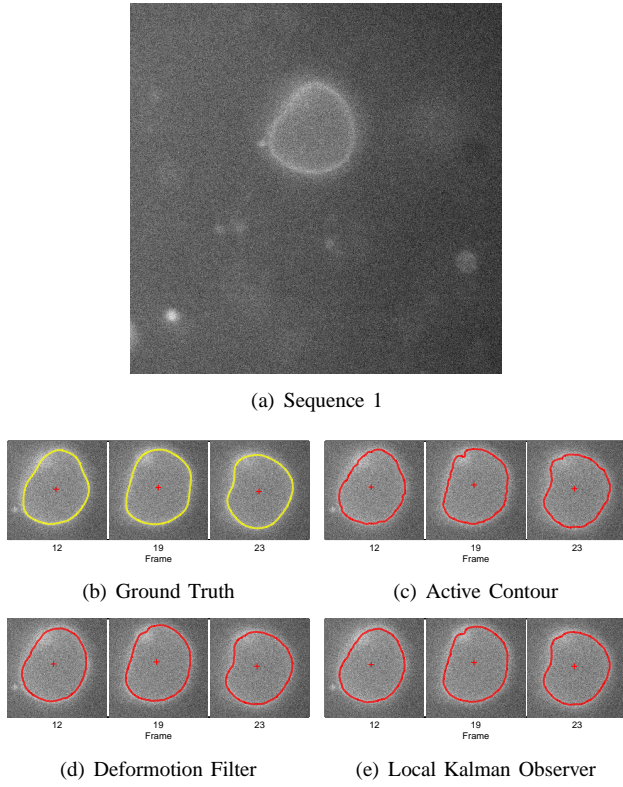 (a) Sequence 1
12 19 23
Frame
12 19 23
Frame
(b) Ground Truth
(c) Active Contour
12 19 23
Frame
12 19 23
Frame
(d) Deformotion Filter
(e) Local Kalman Observer